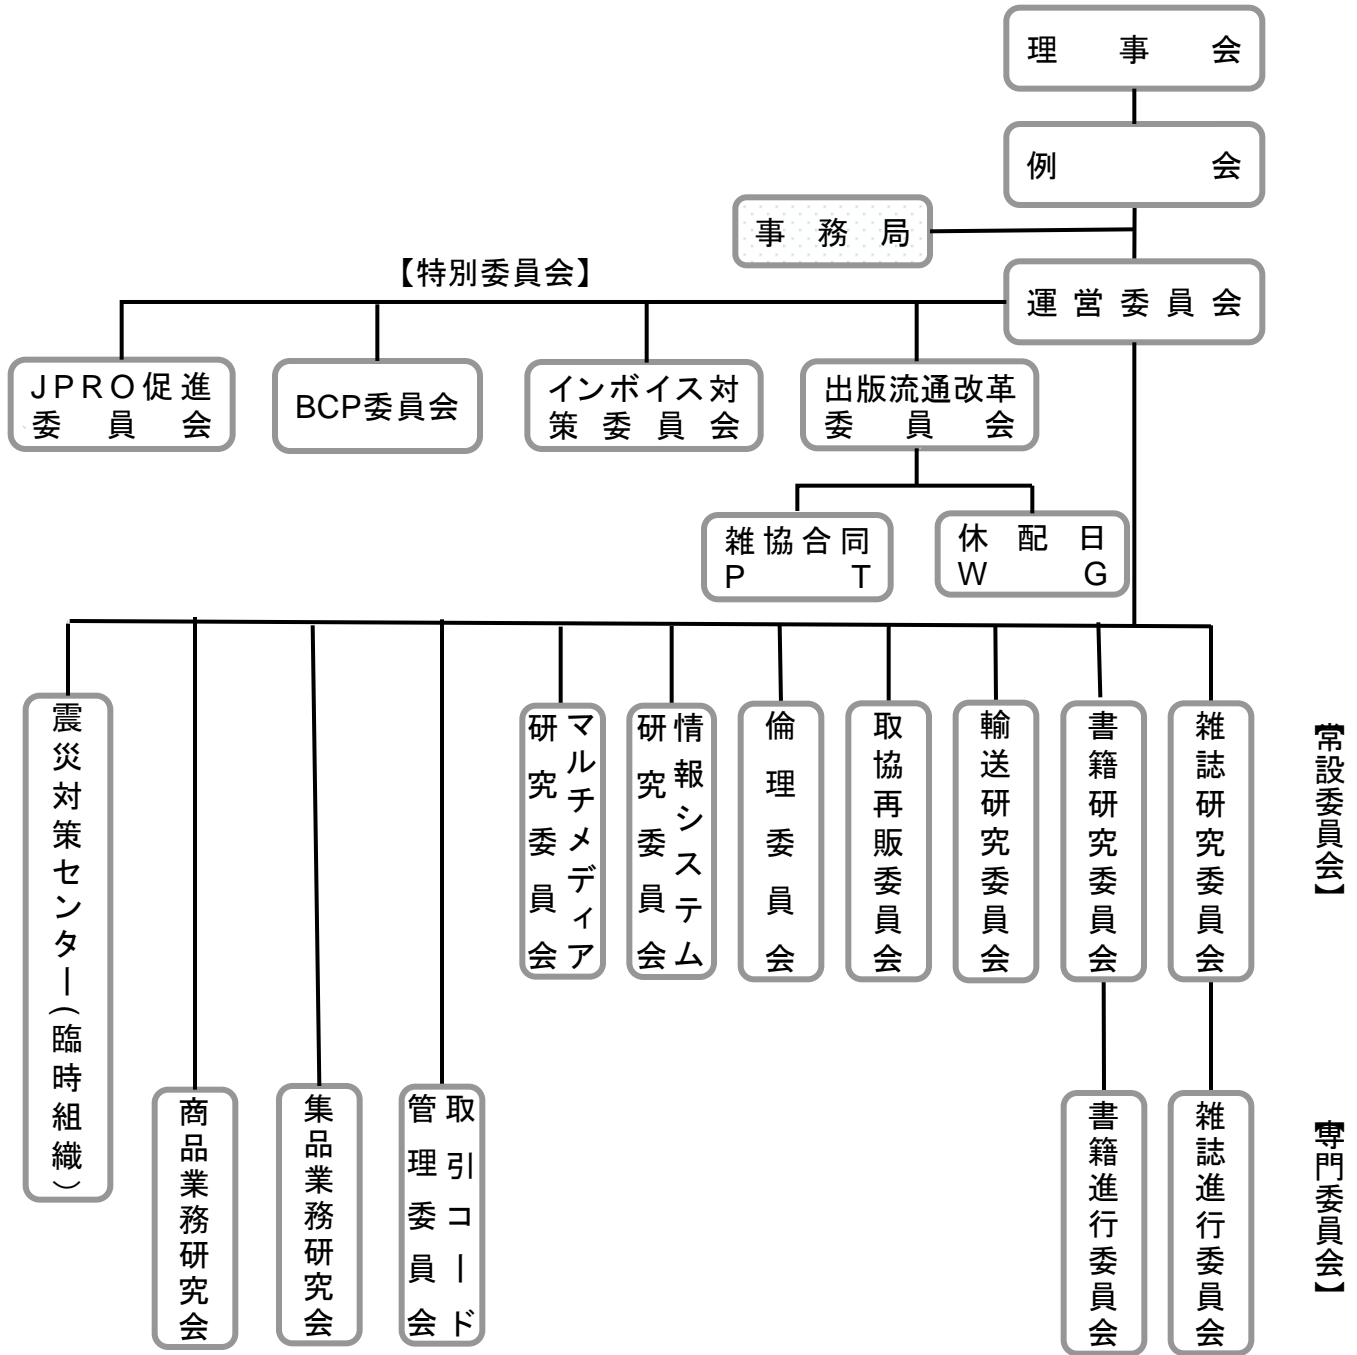 理事会
例会
事務局
【特別委員会】
運営委員会
JPRO促進
委員会
BCP委員会
インボイス対
策委員会
出版流通改革
委員会
雑協合同
PT
休配日
WG
【常設委員会】
雑誌研究委員会
書籍研究委員会
輸送研究委員会
取協再販委員会
倫理委員会
情報システム
研究委員会
マルチメディア
研究委員会
震災対策センター(臨時組織)
【専門委員会】
雑誌進行委員会
書籍進行委員会
取引コード
管理委員会
集品業務研究会
商品業務研究会